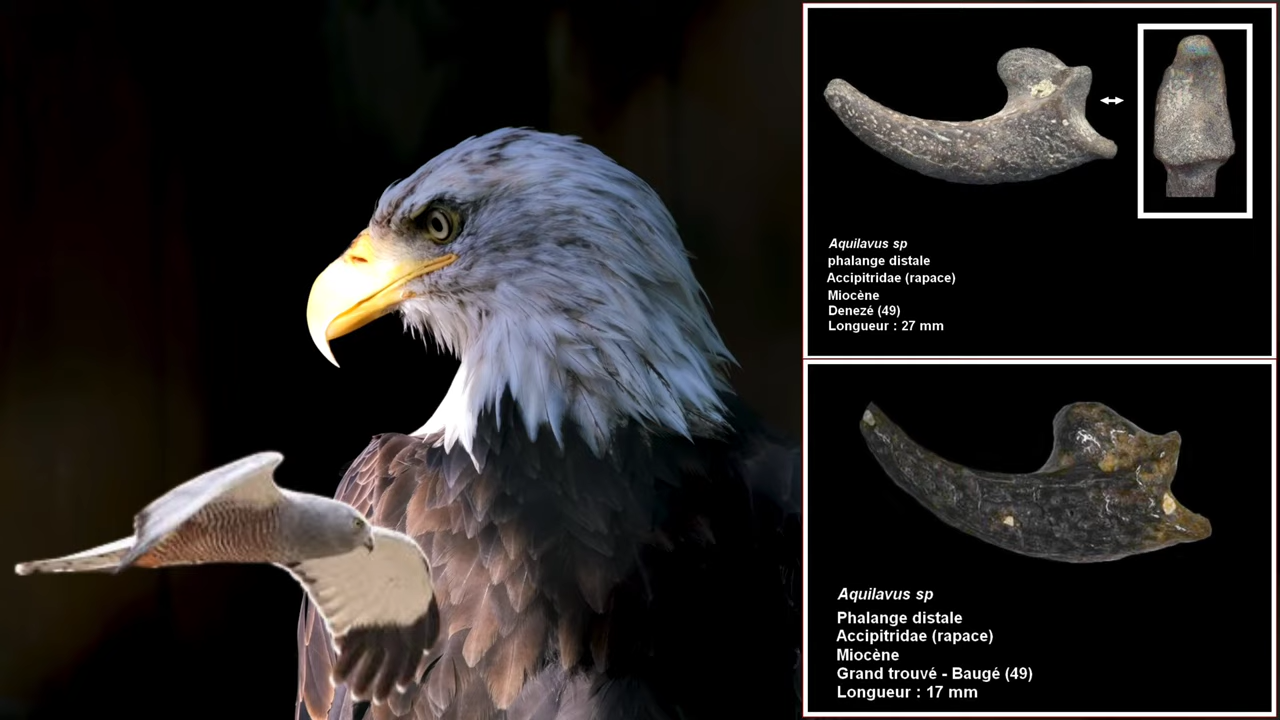 Aquilavus sp
phalange distale
Accipitridae (rapace)
Miocène
Denezé (49)
Longueur : 27 mm
Aquilavus sp
Phalange distale
Accipitridae (rapace)
Miocène
Grand trouvé - Baugé (49)
Longueur : 17 mm